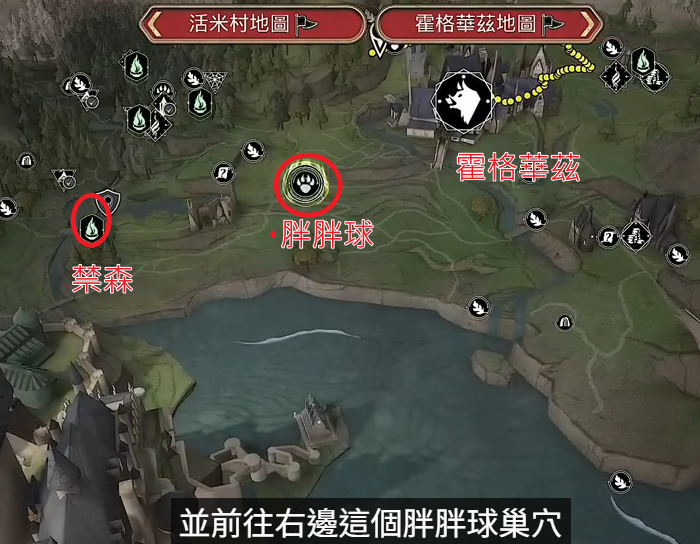 活米村地圖
霍格華茲地圖
霍格華茲
胖胖球
禁森
並前往右邊這個胖胖球巢穴